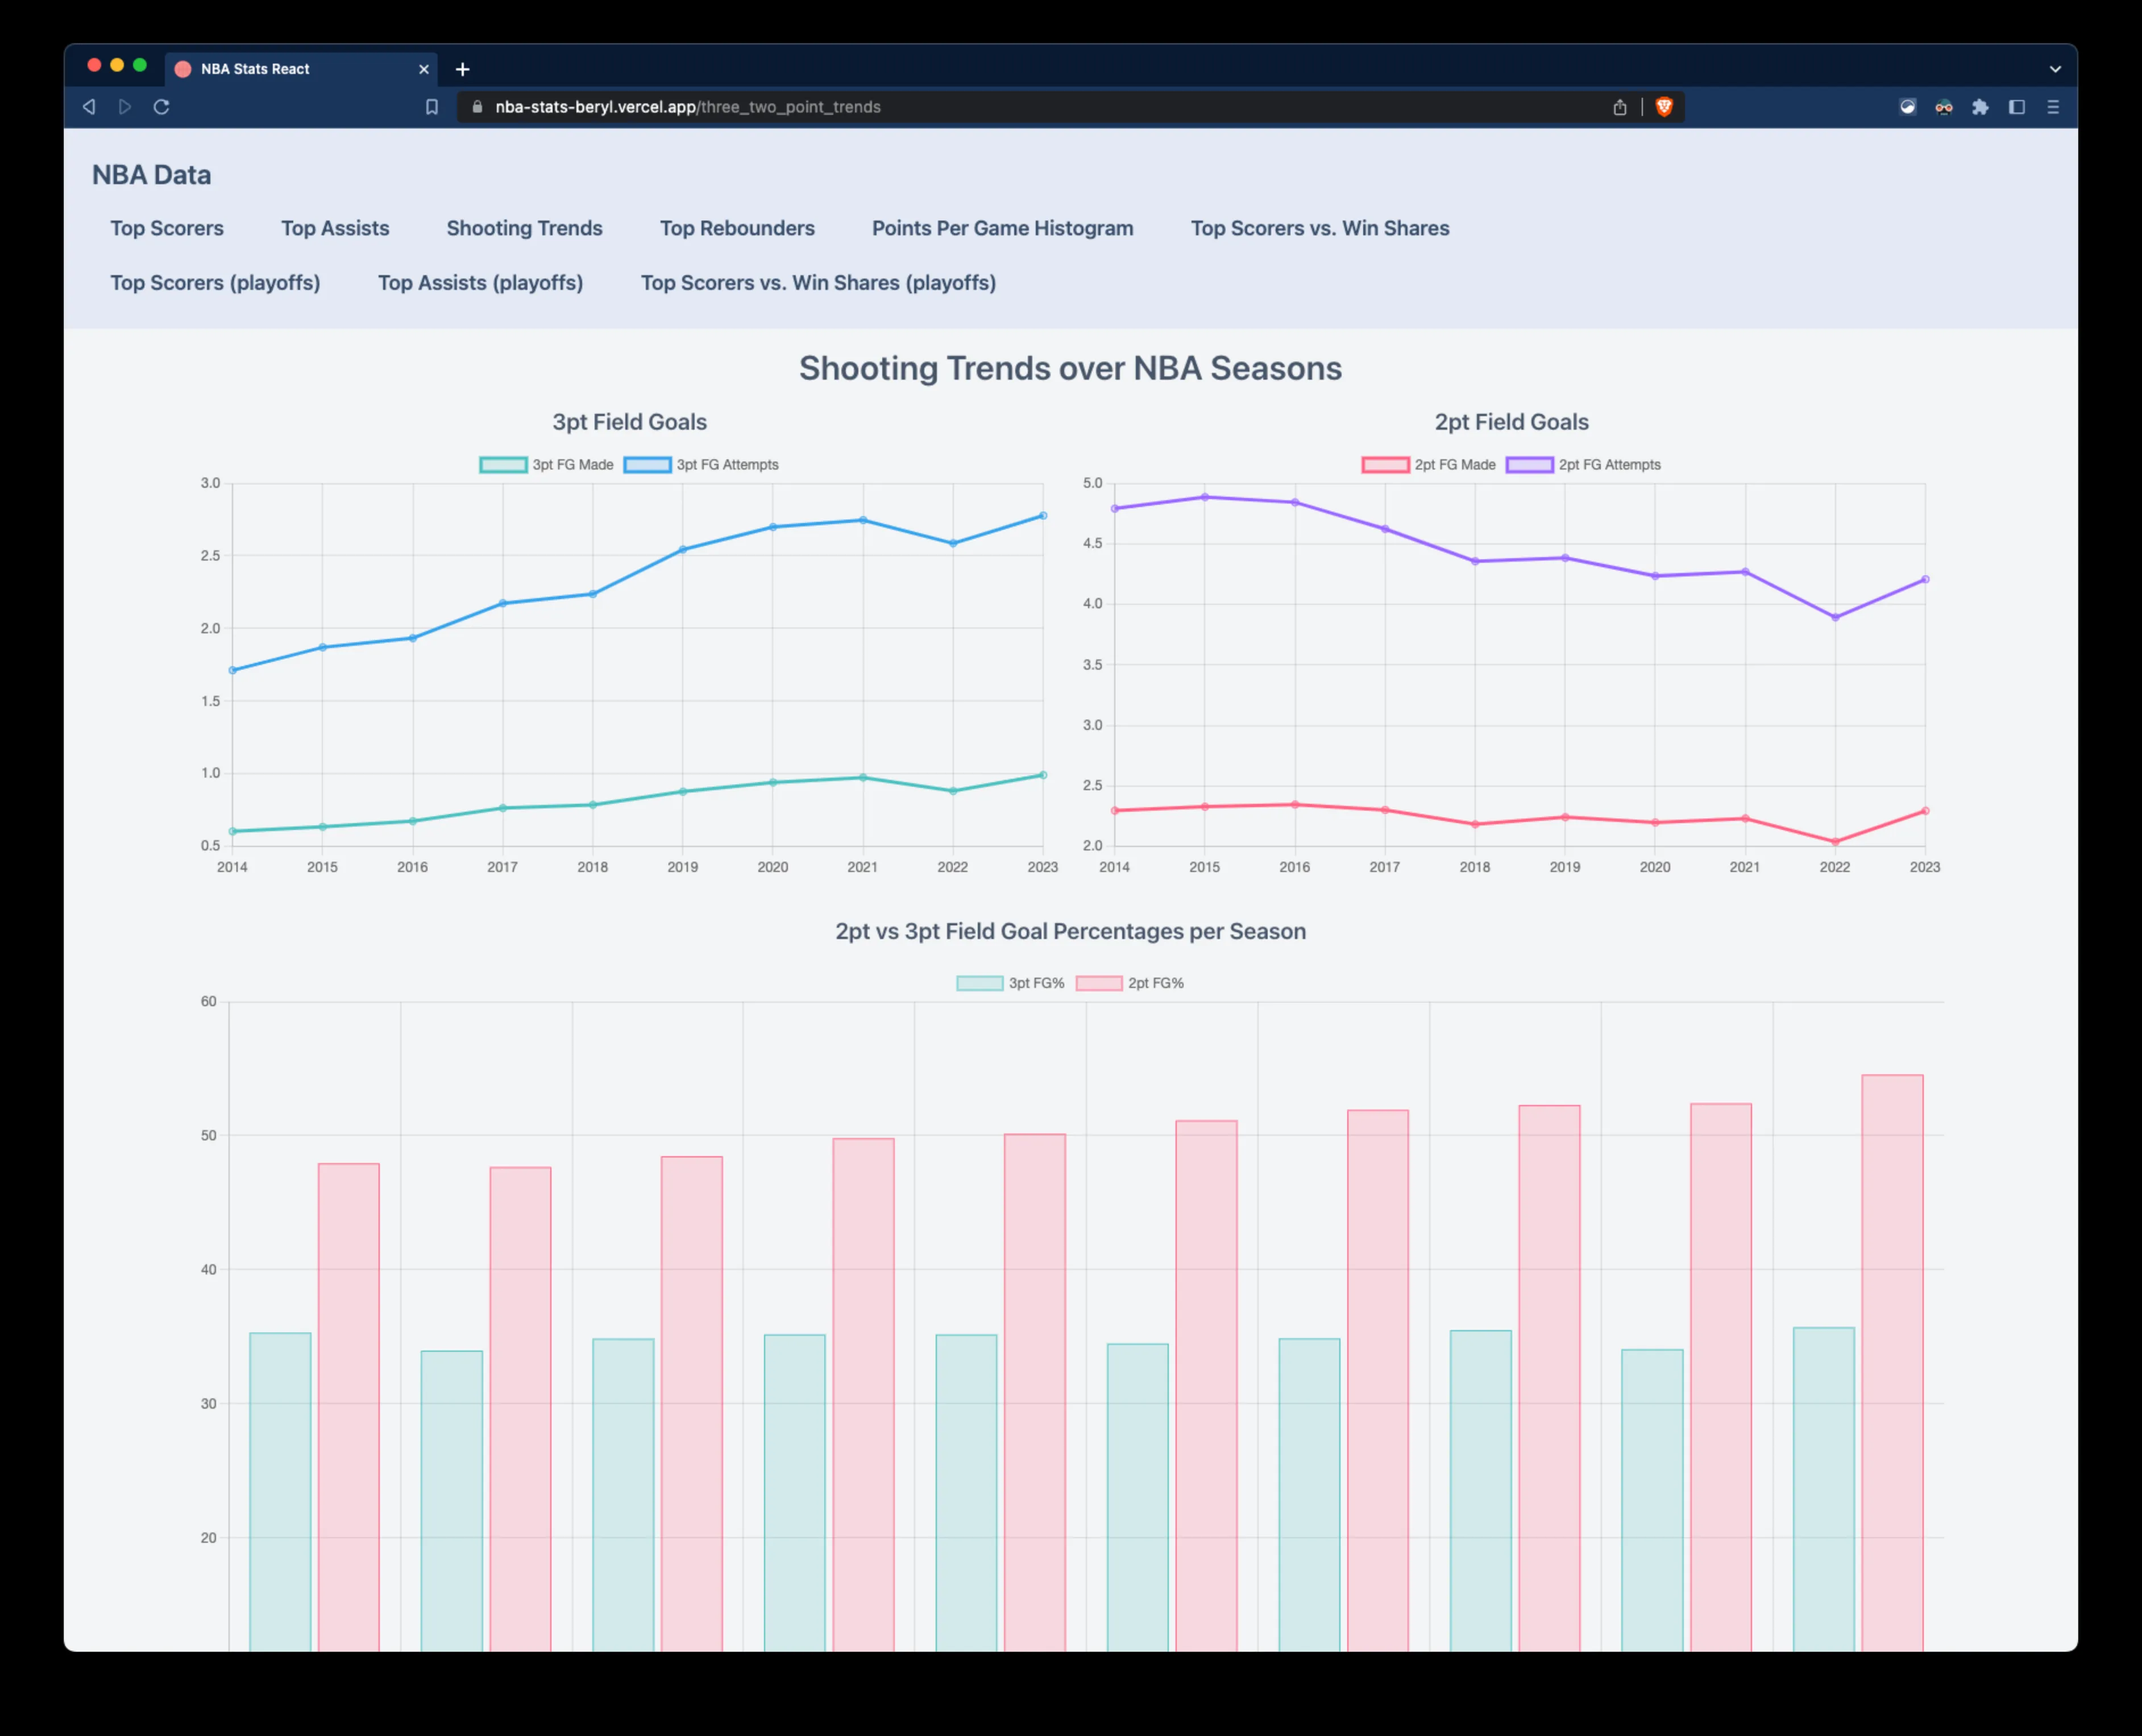 NBA Stats React
nba-stats-beryl.vercel.app/three_two_point_trends
NBA Data
Top Scorers Top Assists Shooting Trends Top Rebounders Points Per Game Histogram Top Scorers vs. Win Shares
Top Scorers (playoffs) Top Assists (playoffs) Top Scorers vs. Win Shares (playoffs)
Shooting Trends over NBA Seasons
3pt Field Goals
3pt FG Made 3pt FG Attempts
3.0
2.5
2.0
1.5
1.0
0.5
2014 2015 2016 2017 2018 2019 2020 2021 2022 2023
2pt Field Goals
2pt FG Made 2pt FG Attempts
5.0
4.5
4.0
3.5
3.0
2.5
2.0
2014 2015 2016 2017 2018 2019 2020 2021 2022 2023
2pt vs 3pt Field Goal Percentages per Season
3pt FG% 2pt FG%
60
50
40
30
20